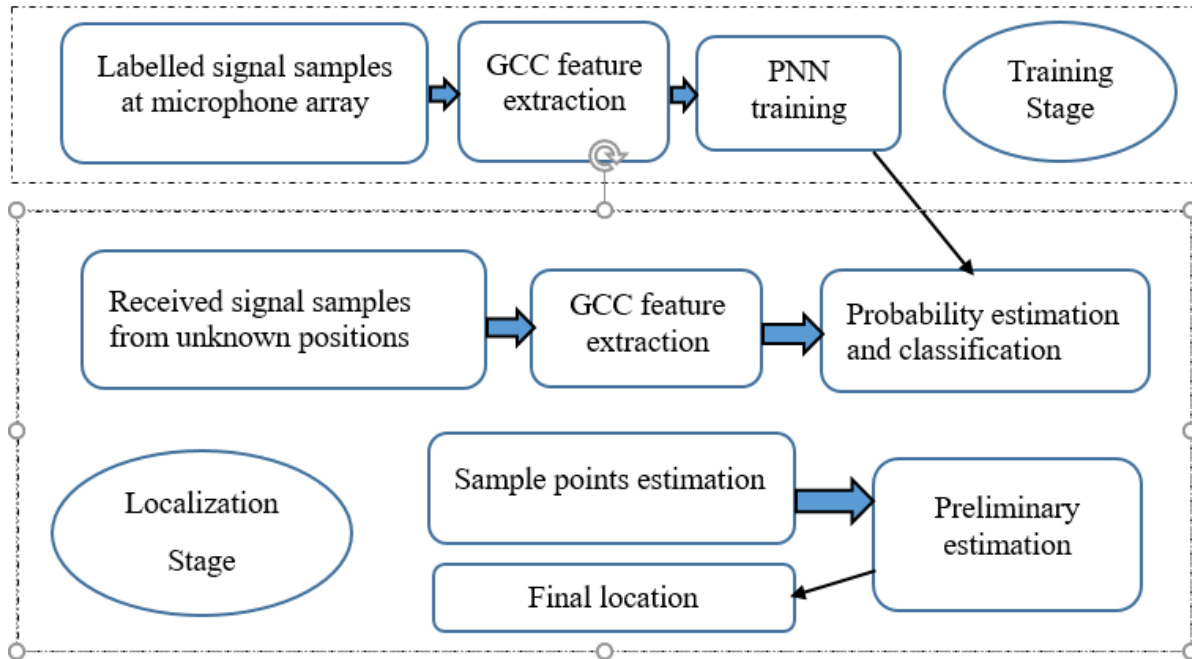 Labelled signal samples
at microphone array
GCC feature
extraction
PNN
training
Training
Stage
Received signal samples
from unknown positions
GCC feature
extraction
Probability estimation
and classification
Localization
Stage
Sample points estimation
Preliminary
estimation
Final location